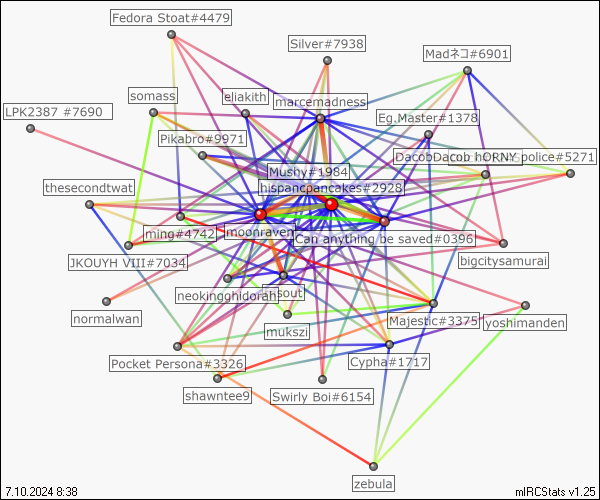 Fedora Stoat#4479
Silver#7938
Madネコ#6901
somass
eliakith
marcemadness
LPK2387 #7690
Eg.Master#1378
Pikabro#9971
DacobDacob
hORNY police#5271
Mushy#1984
thesecondtwat
hispanicpancakes#2928
ming#4742
moonraven
Can anything be saved#0396
JKOUYH VIII#7034
bigcitysamurai
neokingghidorah
normalwan
Majestic#3375
yoshimanden
mukszi
Pocket Persona#3326
Cypha#1717
shawntee9
Swirly Boi#6154
zebula
7.10.2024 8:38
mIRCStats v1.25